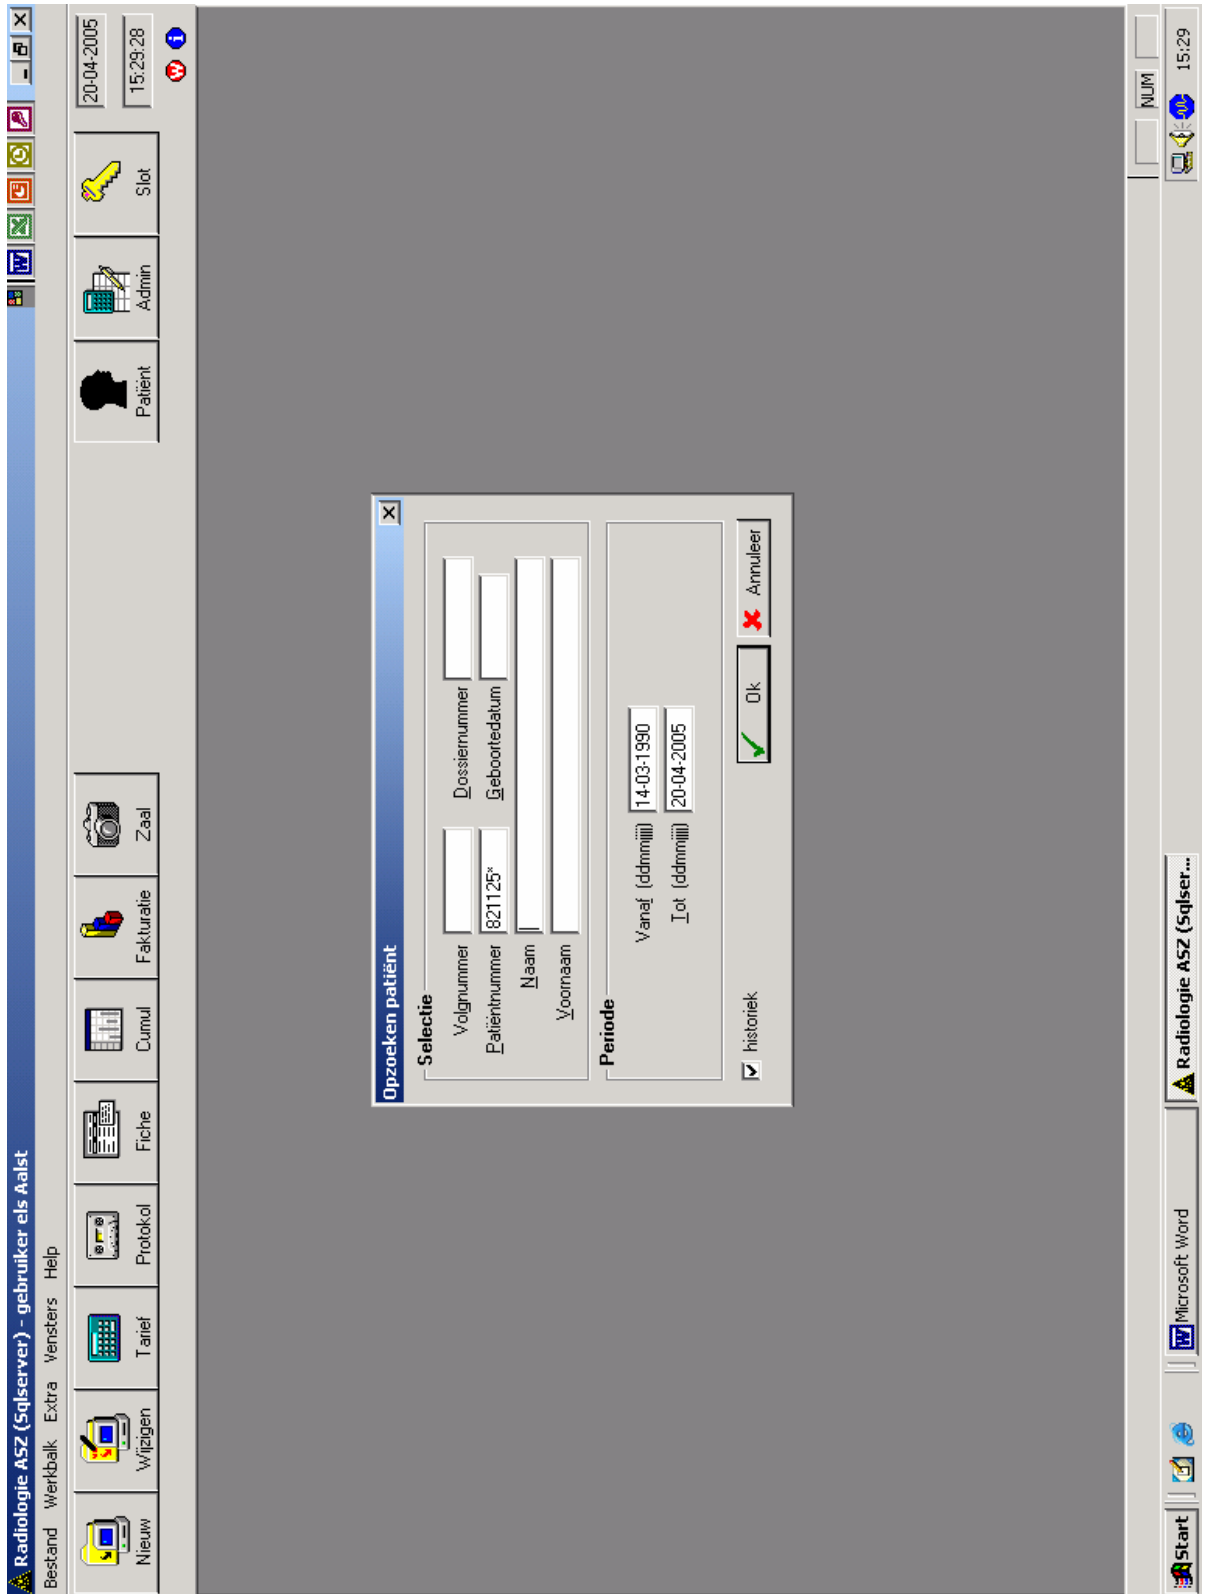 Radiologie ASZ (Sqlserver) - gebruiker els Aalst
Bestand Werkbalk Extra Vensters Help
Nieuw Wijzigen Tarief Protokol Fiche Cumul Fakturatie Zaal Patiënt Admin Slot
20-04-2005
15:29:28
Opzoeken patiënt
Selectie
Volgnummer Dossiernummer
Patiëntnummer 821125* Geboortedatum
Naam
Voornaam
Periode
Vanaf (ddmmjjjj) 14-03-1990
Tot (ddmmjjjj) 20-04-2005
historiek Ok Annuleer
NUM
Start Microsoft Word Radiologie ASZ (Sqlser... 15:29